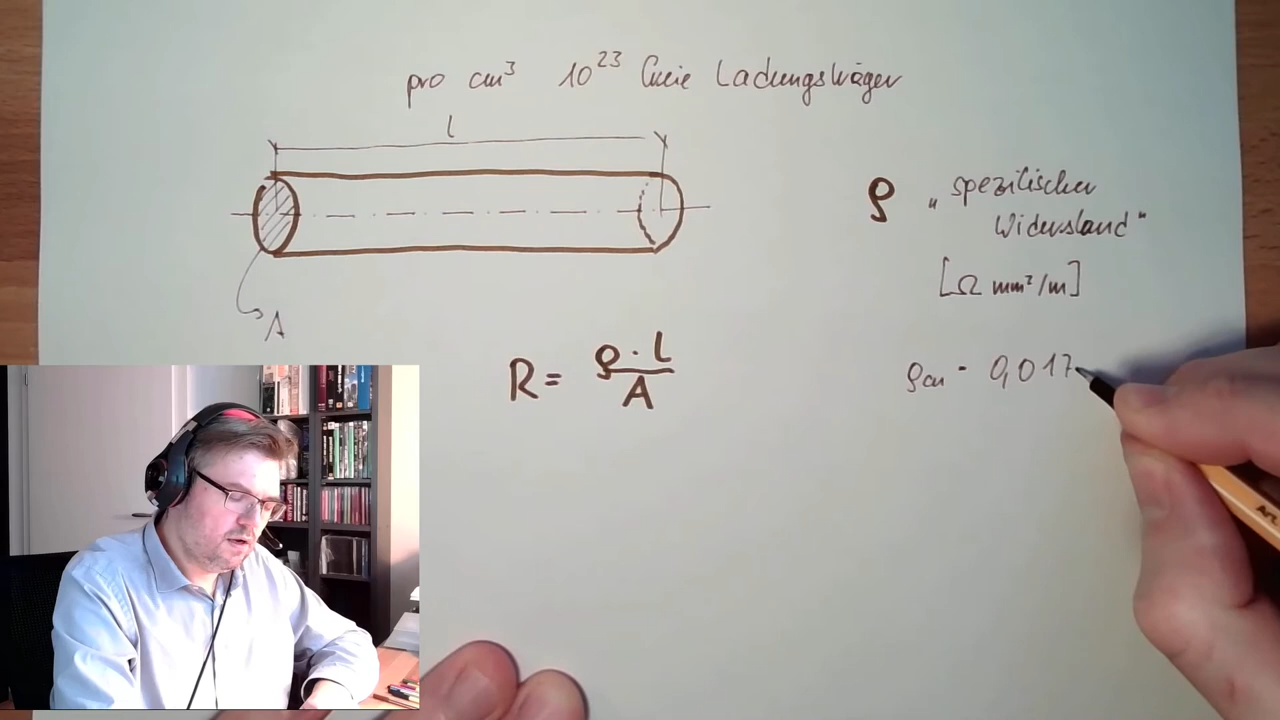 pro cm³ 10²³ freie Ladungsträger
l
ρ „spezifischer
Widerstand"
[Ω mm²/m]
A
R = ρ · l / A
ρcu = 0,017